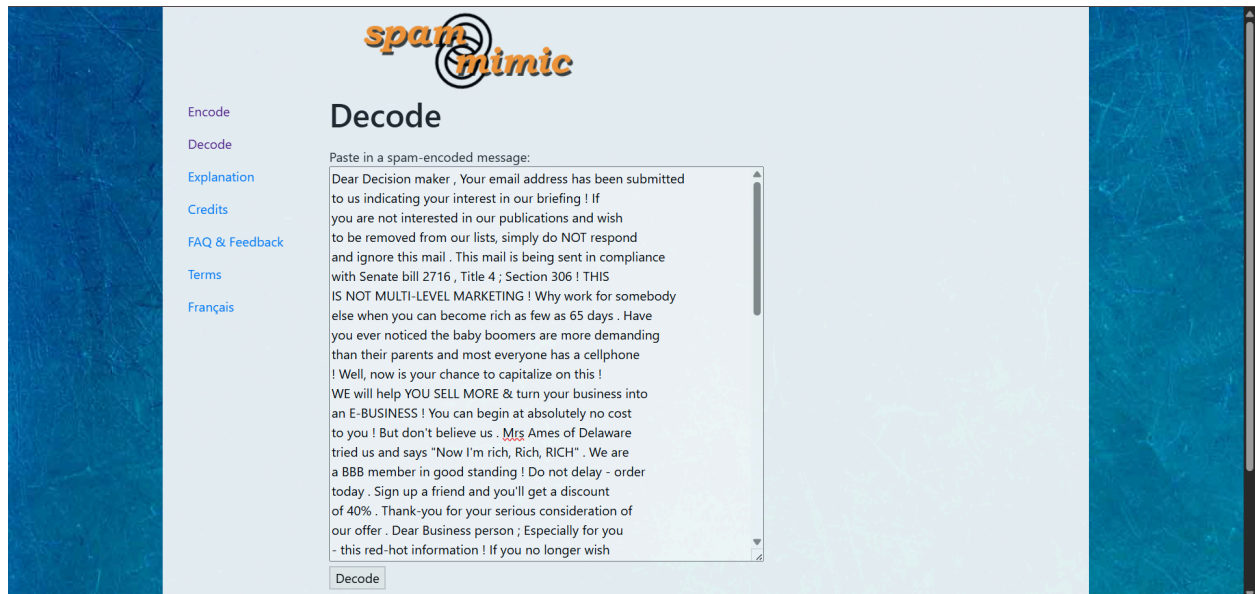 spam
mimic
Encode
Decode
Explanation
Credits
FAQ & Feedback
Terms
Français
Decode
Paste in a spam-encoded message:
Dear Decision maker , Your email address has been submitted
to us indicating your interest in our briefing ! If
you are not interested in our publications and wish
to be removed from our lists, simply do NOT respond
and ignore this mail . This mail is being sent in compliance
with Senate bill 2716 , Title 4 ; Section 306 ! THIS
IS NOT MULTI-LEVEL MARKETING ! Why work for somebody
else when you can become rich as few as 65 days . Have
you ever noticed the baby boomers are more demanding
than their parents and most everyone has a cellphone
! Well, now is your chance to capitalize on this !
WE will help YOU SELL MORE & turn your business into
an E-BUSINESS ! You can begin at absolutely no cost
to you ! But don't believe us . Mrs Ames of Delaware
tried us and says "Now I'm rich, Rich, RICH" . We are
a BBB member in good standing ! Do not delay - order
today . Sign up a friend and you'll get a discount
of 40% . Thank-you for your serious consideration of
our offer . Dear Business person ; Especially for you
- this red-hot information ! If you no longer wish
Decode